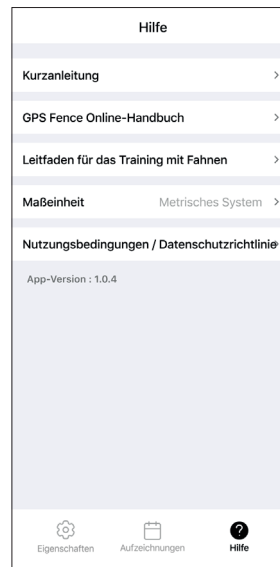 Hilfe
Kurzanleitung
GPS Fence Online-Handbuch
Leitfaden für das Training mit Fahnen
Maßeinheit Metrisches System
Nutzungsbedingungen / Datenschutzrichtlinie
App-Version : 1.0.4
Eigenschaften Aufzeichnungen Hilfe